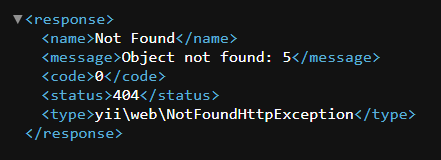 ▼<response>
<name>Not Found</name>
<message>Object not found: 5</message>
<code>0</code>
<status>404</status>
<type>yii\web\NotFoundHttpException</type>
</response>